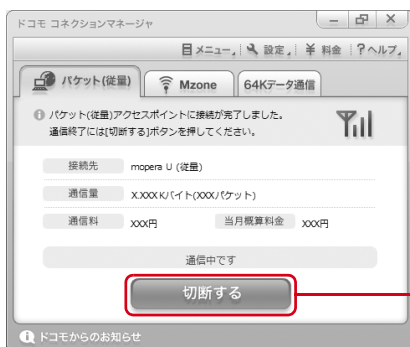 ドコモ コネクションマネージャ
メニュー 設定 ¥ 料金 ?ヘルプ
パケット(従量) Mzone 64Kデータ通信
パケット(従量)アクセスポイントに接続が完了しました。
通信終了には[切断する]ボタンを押してください。
接続先 mopera U (従量)
通信量 X.XXX Kバイト(XXXパケット)
通信料 XXX円 当月概算料金 XXX円
通信中です
切断する
ドコモからのお知らせ